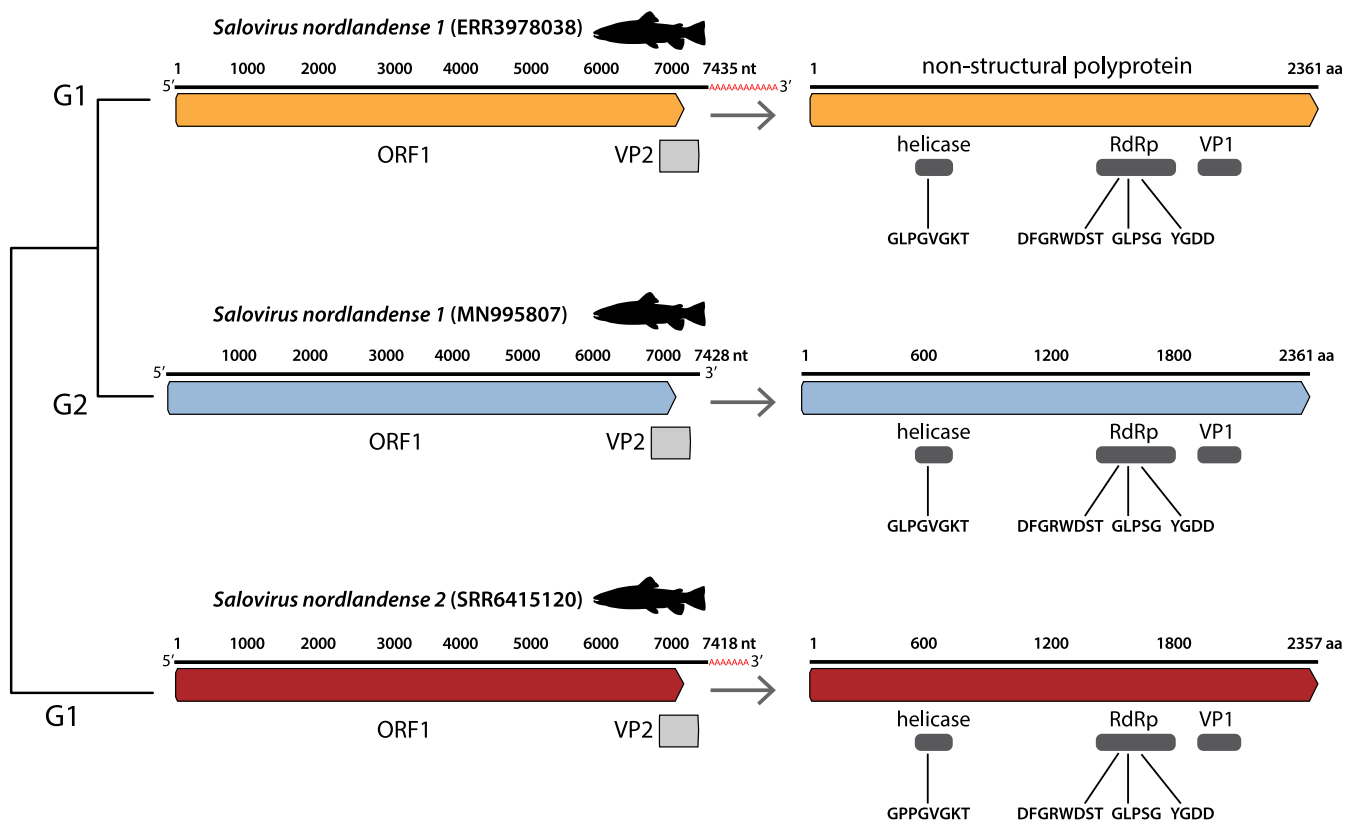 Salovirus nordlandense 1 (ERR3978038)
1 1000 2000 3000 4000 5000 6000 7000 7435 nt
1 non-structural polyprotein 2361 aa
5’ AAAAAAAAAAAA 3’
G1
ORF1 VP2
helicase RdRp VP1
GLPGVGKT DFGRWDST GLPSG YGDD
Salovirus nordlandense 1 (MN995807)
1000 2000 3000 4000 5000 6000 7000 7428 nt
1 600 1200 1800 2361 aa
5’ 3’
G2
ORF1 VP2
helicase RdRp VP1
GLPGVGKT DFGRWDST GLPSG YGDD
Salovirus nordlandense 2 (SRR6415120)
1 1000 2000 3000 4000 5000 6000 7000 7418 nt
1 600 1200 1800 2357 aa
5’ AAAAAAA 3’
G1
ORF1 VP2
helicase RdRp VP1
GPPGVGKT DFGRWDST GLPSG YGDD